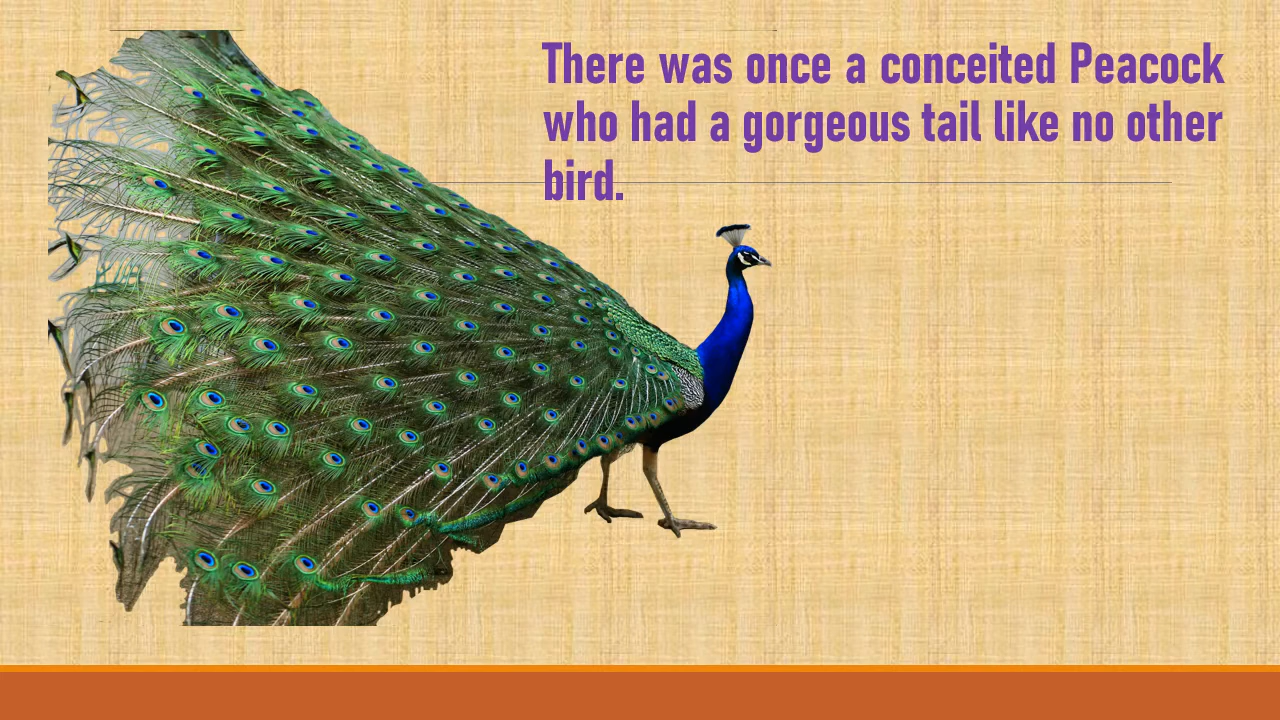 There was once a conceited Peacock
who had a gorgeous tail like no other
bird.